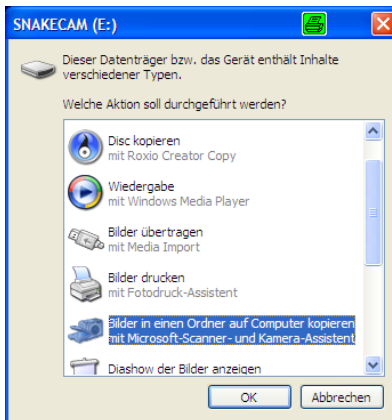 SNAKECAM (E:)
Dieser Datenträger bzw. das Gerät enthält Inhalte
verschiedener Typen.
Welche Aktion soll durchgeführt werden?
Disc kopieren
mit Roxio Creator Copy
Wiedergabe
mit Windows Media Player
Bilder übertragen
mit Media Import
Bilder drucken
mit Fotodruck-Assistent
Bilder in einen Ordner auf Computer kopieren
mit Microsoft-Scanner- und Kamera-Assistent
Diashow der Bilder anzeigen
OK Abbrechen